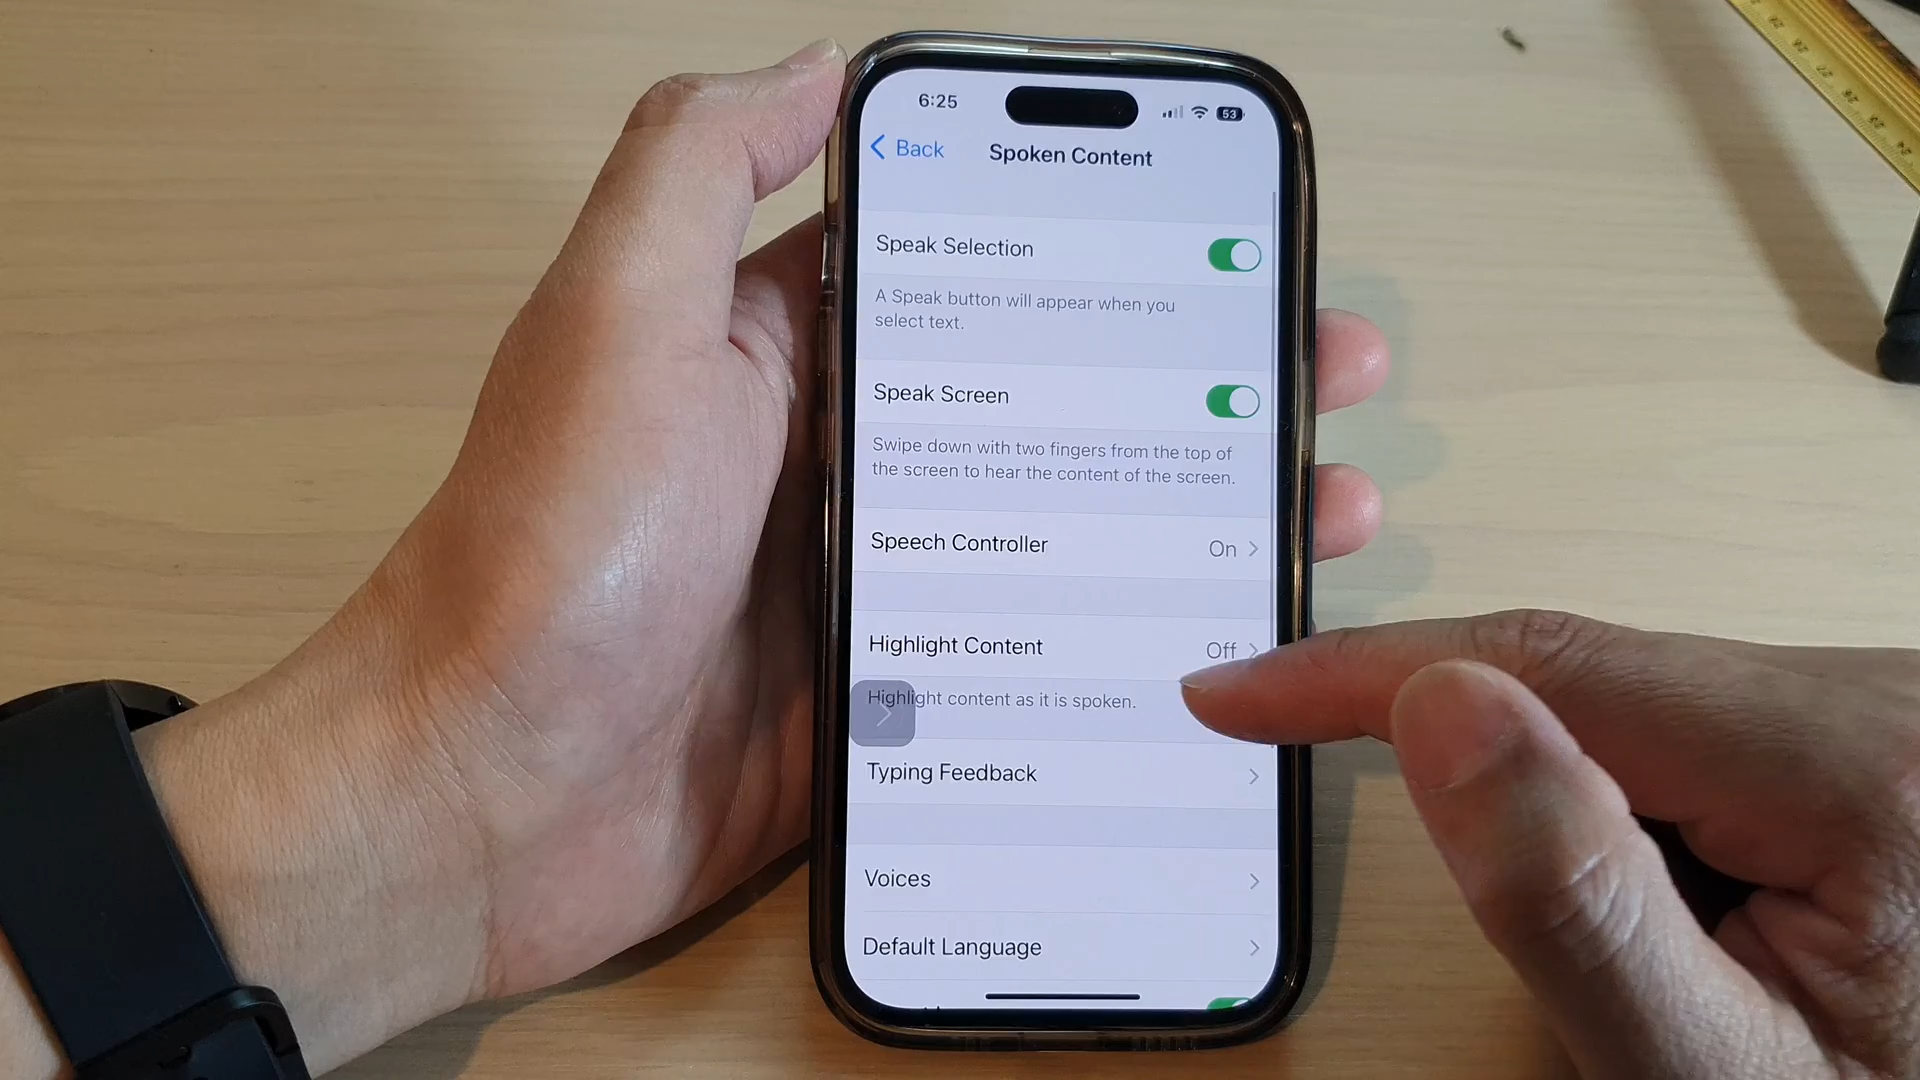 6:25
53
Back
Spoken Content
Speak Selection
A Speak button will appear when you
select text.
Speak Screen
Swipe down with two fingers from the top of
the screen to hear the content of the screen.
Speech Controller
On
Highlight Content
Off
Highlight content as it is spoken.
Typing Feedback
Voices
Default Language